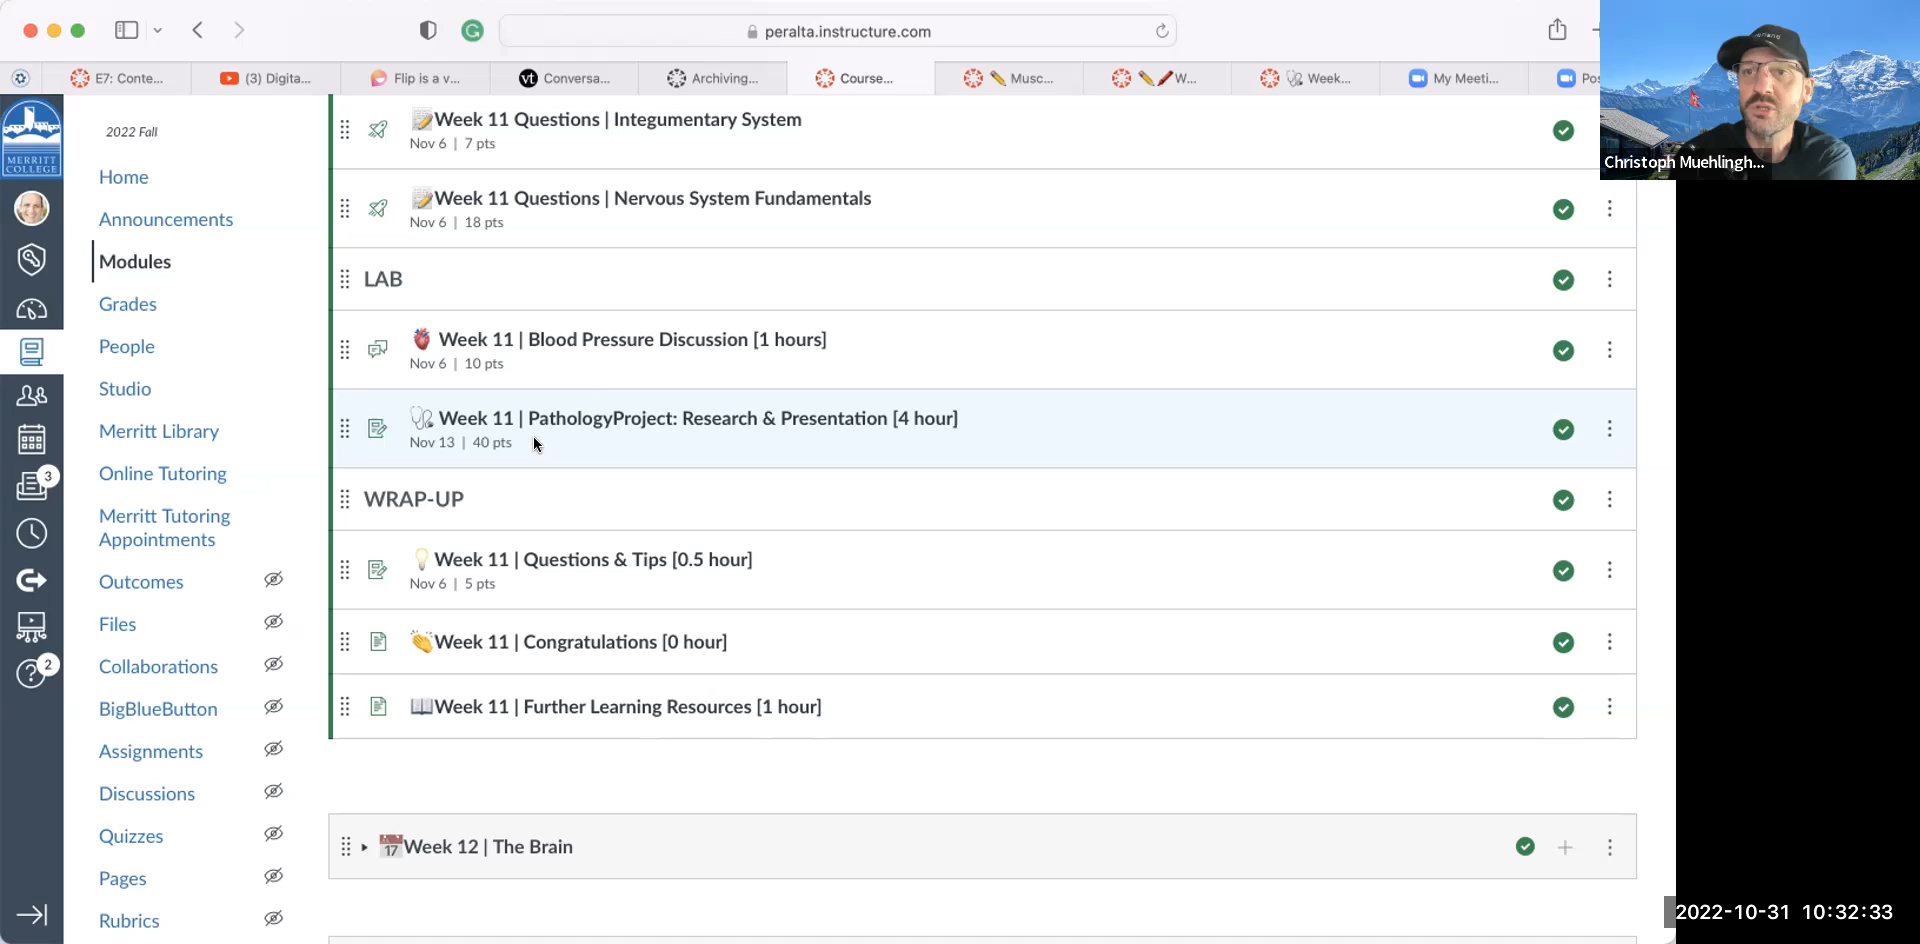 peralta.instructure.com
E7: Conte...
(3) Digita...
Flip is a v...
vt
Conversa...
Archiving...
Course...
Musc...
W...
Week...
My Meeti...
Pos
MERRITT
COLLEGE
3
2
2022 Fall
Home
Announcements
Modules
Grades
People
Studio
Merritt Library
Online Tutoring
Merritt Tutoring
Appointments
Outcomes
Files
Collaborations
BigBlueButton
Assignments
Discussions
Quizzes
Pages
Rubrics
Week 11 Questions | Integumentary System
Nov 6 | 7 pts
Week 11 Questions | Nervous System Fundamentals
Nov 6 | 18 pts
LAB
Week 11 | Blood Pressure Discussion [1 hours]
Nov 6 | 10 pts
Week 11 | PathologyProject: Research & Presentation [4 hour]
Nov 13 | 40 pts
WRAP-UP
Week 11 | Questions & Tips [0.5 hour]
Nov 6 | 5 pts
Week 11 | Congratulations [0 hour]
Week 11 | Further Learning Resources [1 hour]
17
Week 12 | The Brain
Christoph Muehlingh...
2022-10-31 10:32:33